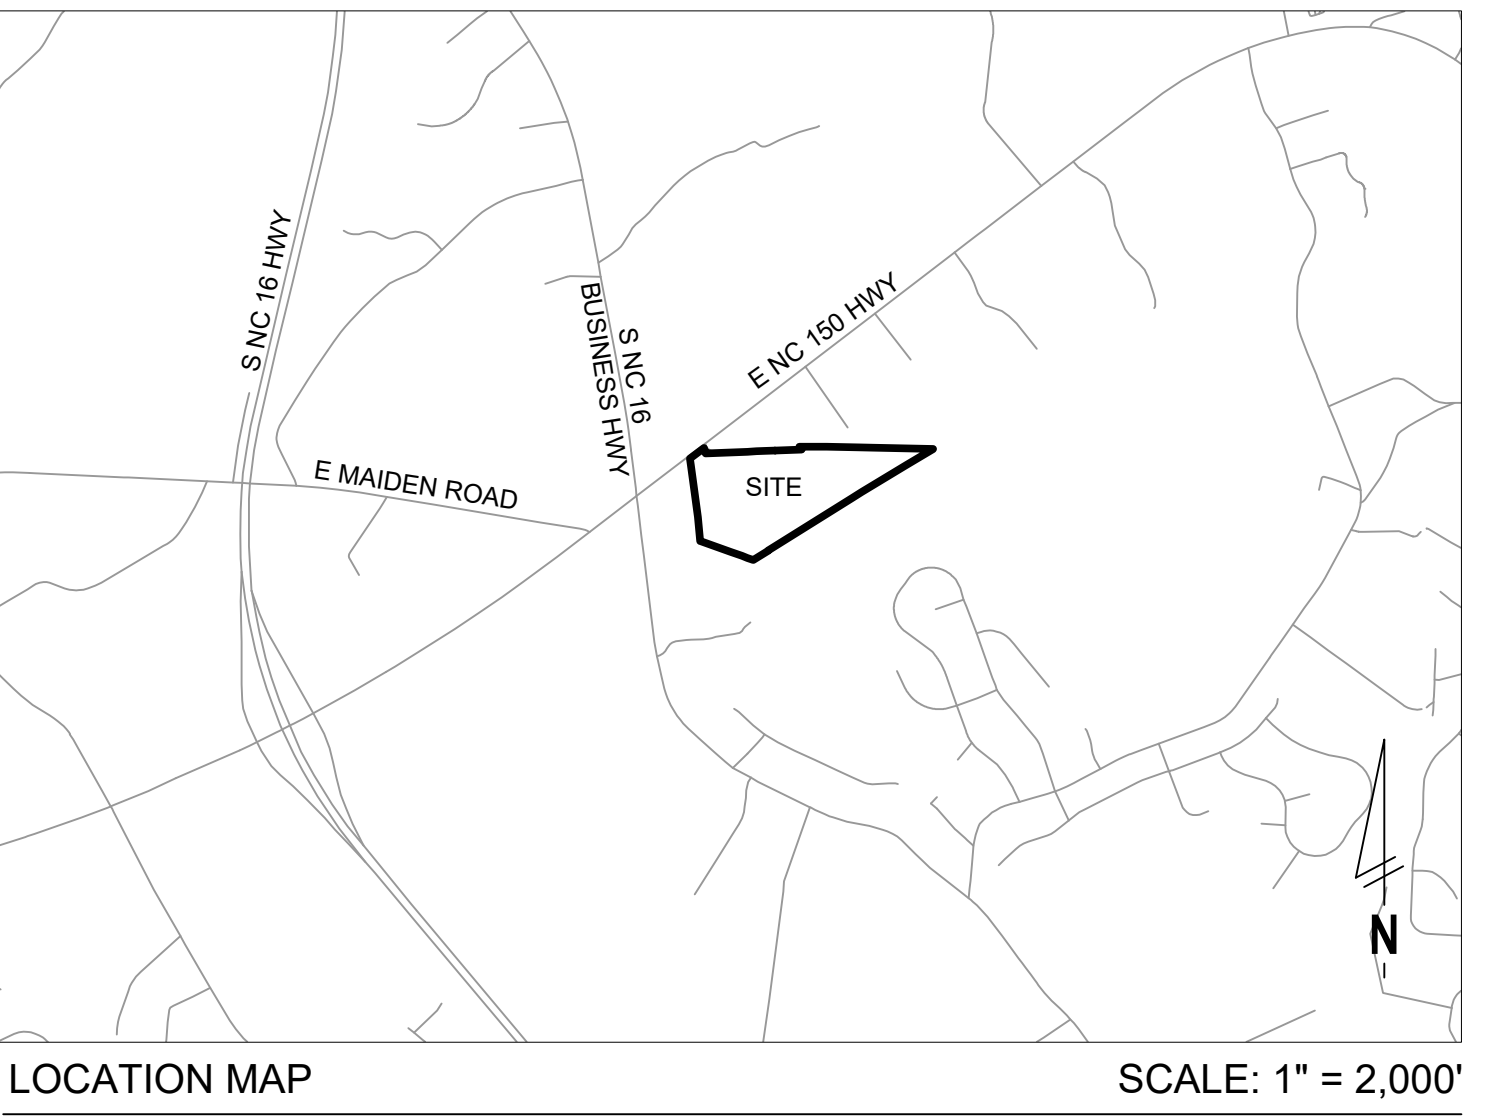 S NC 16 HWY
S NC 16
BUSINESS HWY
E NC 150 HWY
E MAIDEN ROAD
SITE
N
LOCATION MAP
SCALE: 1" = 2,000'